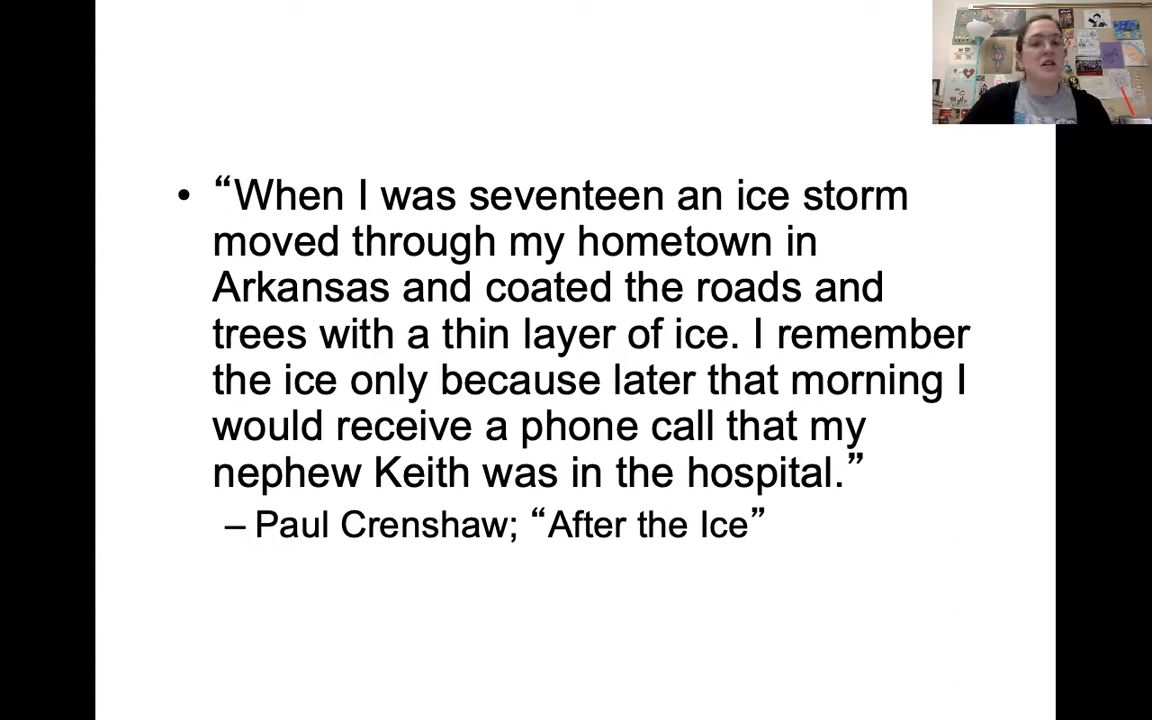 • “When I was seventeen an ice storm
moved through my hometown in
Arkansas and coated the roads and
trees with a thin layer of ice. I remember
the ice only because later that morning I
would receive a phone call that my
nephew Keith was in the hospital.”
– Paul Crenshaw; “After the Ice”